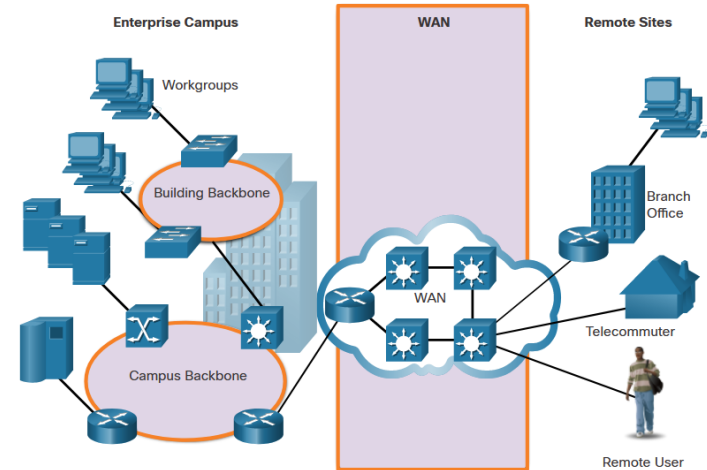 Enterprise Campus
WAN
Remote Sites
Workgroups
Building Backbone
Branch
Office
WAN
Telecommuter
Campus Backbone
Remote User